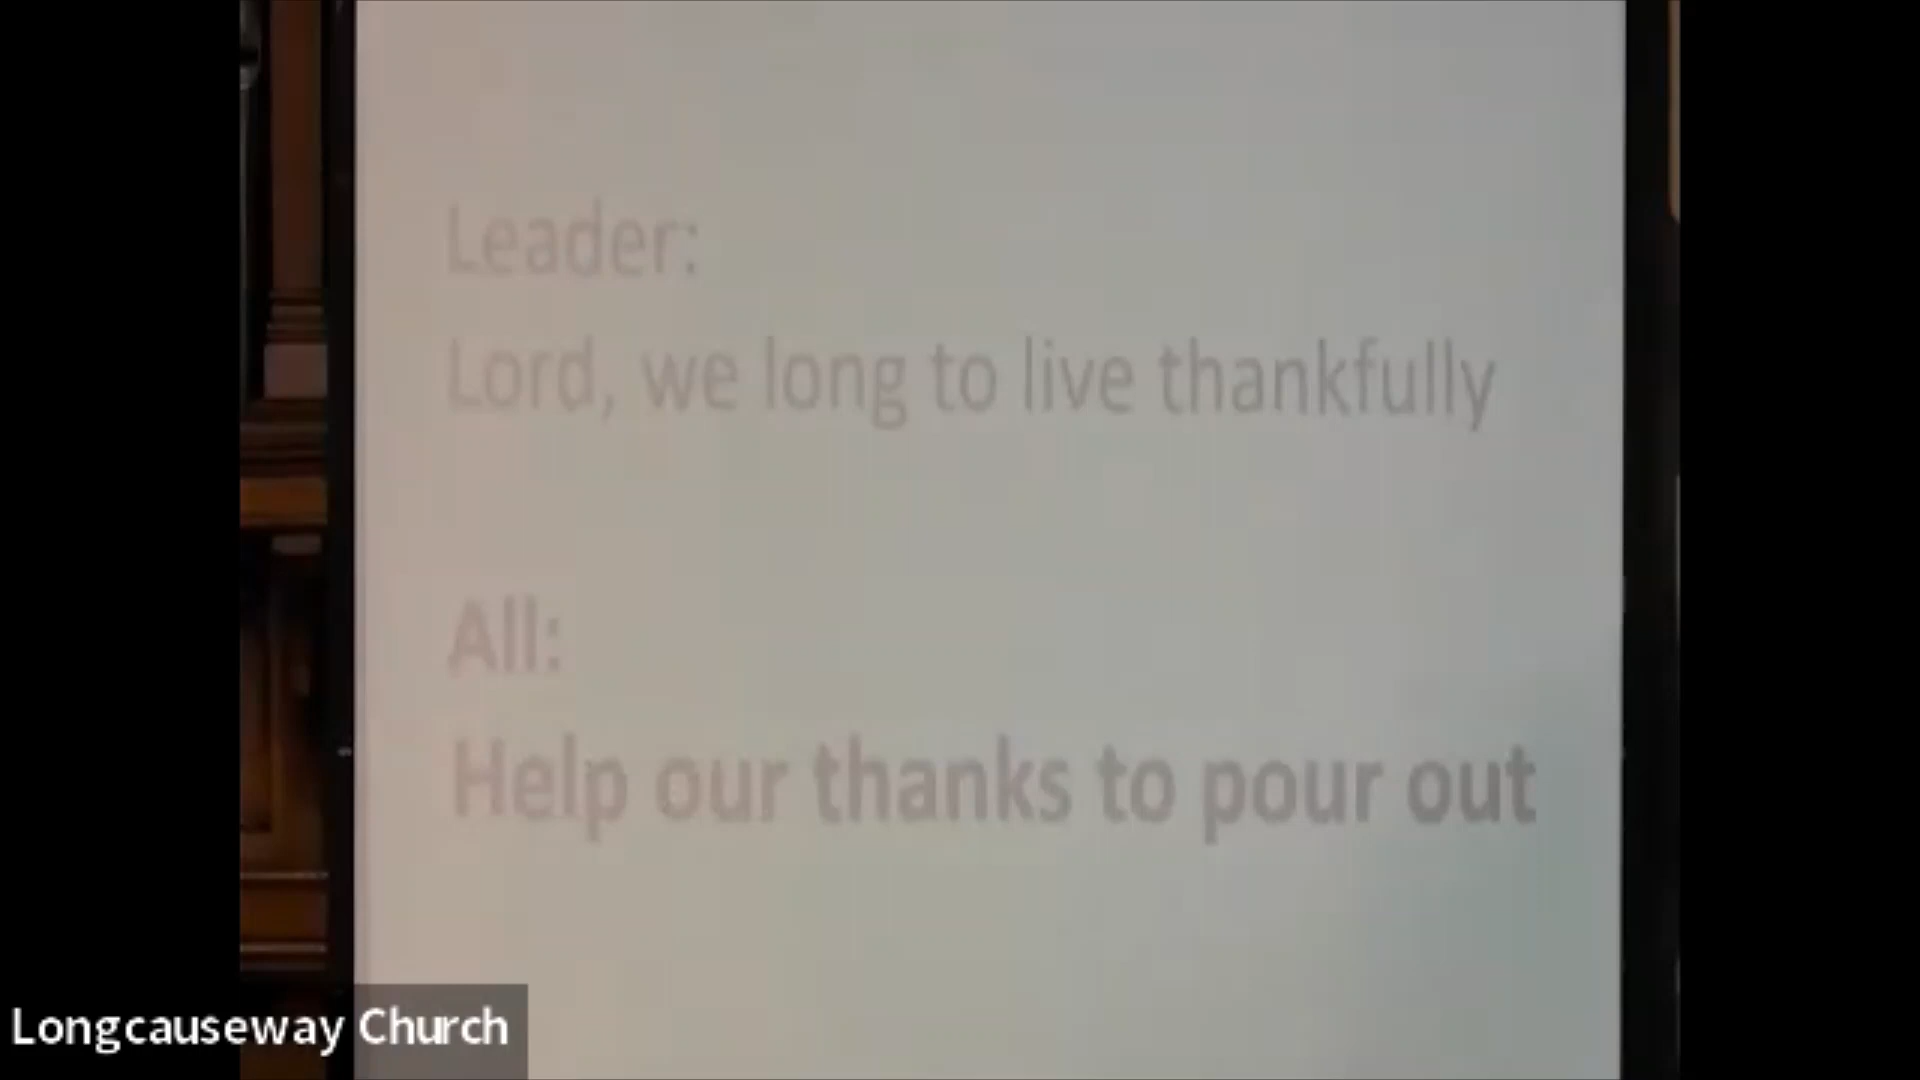 Leader:
Lord, we long to live thankfully
All:
Help our thanks to pour out
Longcauseway Church